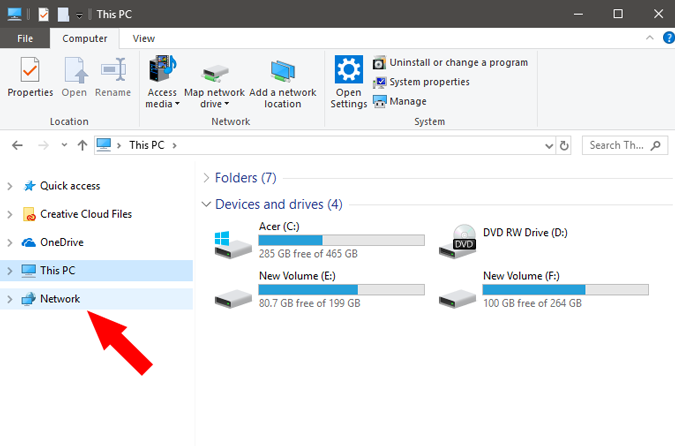 This PC
File
Computer
View
Properties
Open
Rename
Access media
Map network drive
Add a network location
Open Settings
Uninstall or change a program
System properties
Manage
Location
Network
System
This PC
Search Th...
Quick access
Creative Cloud Files
OneDrive
This PC
Network
Folders (7)
Devices and drives (4)
Acer (C:)
285 GB free of 465 GB
DVD RW Drive (D:)
DVD
New Volume (E:)
80.7 GB free of 199 GB
New Volume (F:)
100 GB free of 264 GB